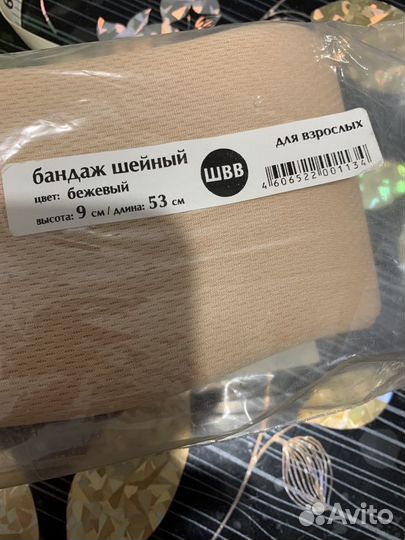 бандаж шейный
цвет: бежевый
высота: 9 см / длина: 53 см
ШВВ
для взрослых
4606522001134
Avito